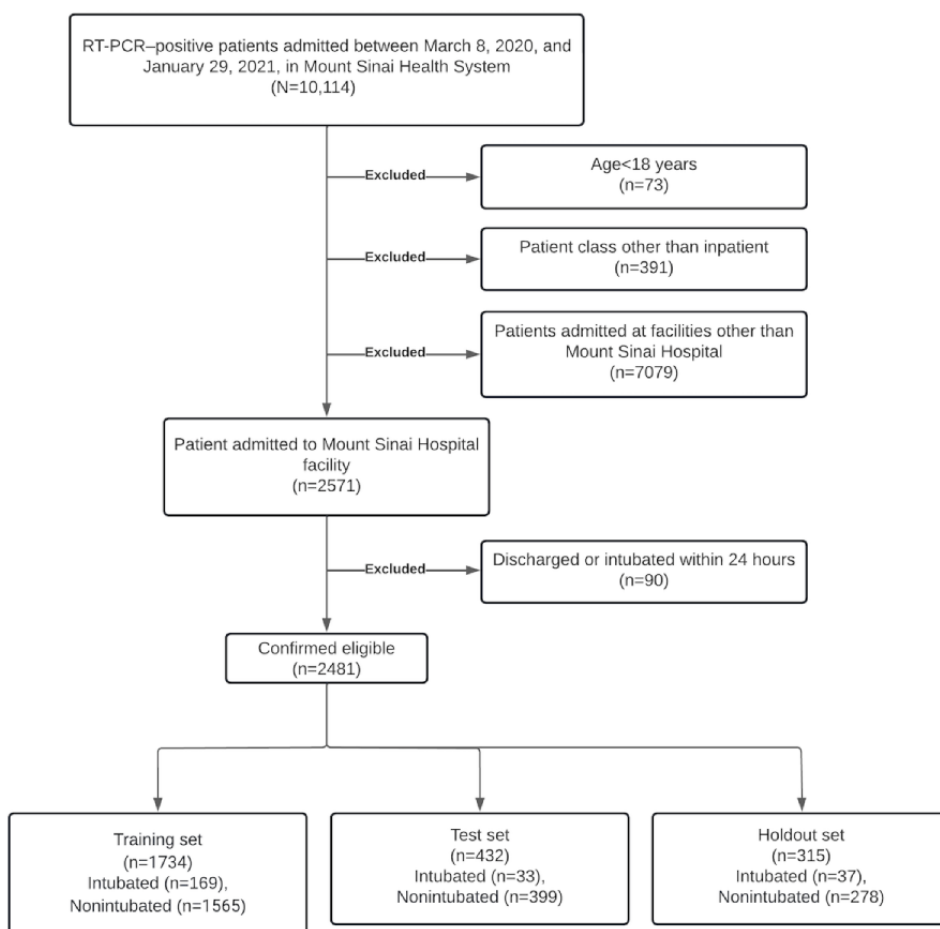 RT-PCR–positive patients admitted between March 8, 2020, and
January 29, 2021, in Mount Sinai Health System
(N=10,114)
Excluded
Age<18 years
(n=73)
Excluded
Patient class other than inpatient
(n=391)
Excluded
Patients admitted at facilities other than
Mount Sinai Hospital
(n=7079)
Patient admitted to Mount Sinai Hospital
facility
(n=2571)
Excluded
Discharged or intubated within 24 hours
(n=90)
Confirmed eligible
(n=2481)
Training set
(n=1734)
Intubated (n=169),
Nonintubated (n=1565)
Test set
(n=432)
Intubated (n=33),
Nonintubated (n=399)
Holdout set
(n=315)
Intubated (n=37),
Nonintubated (n=278)